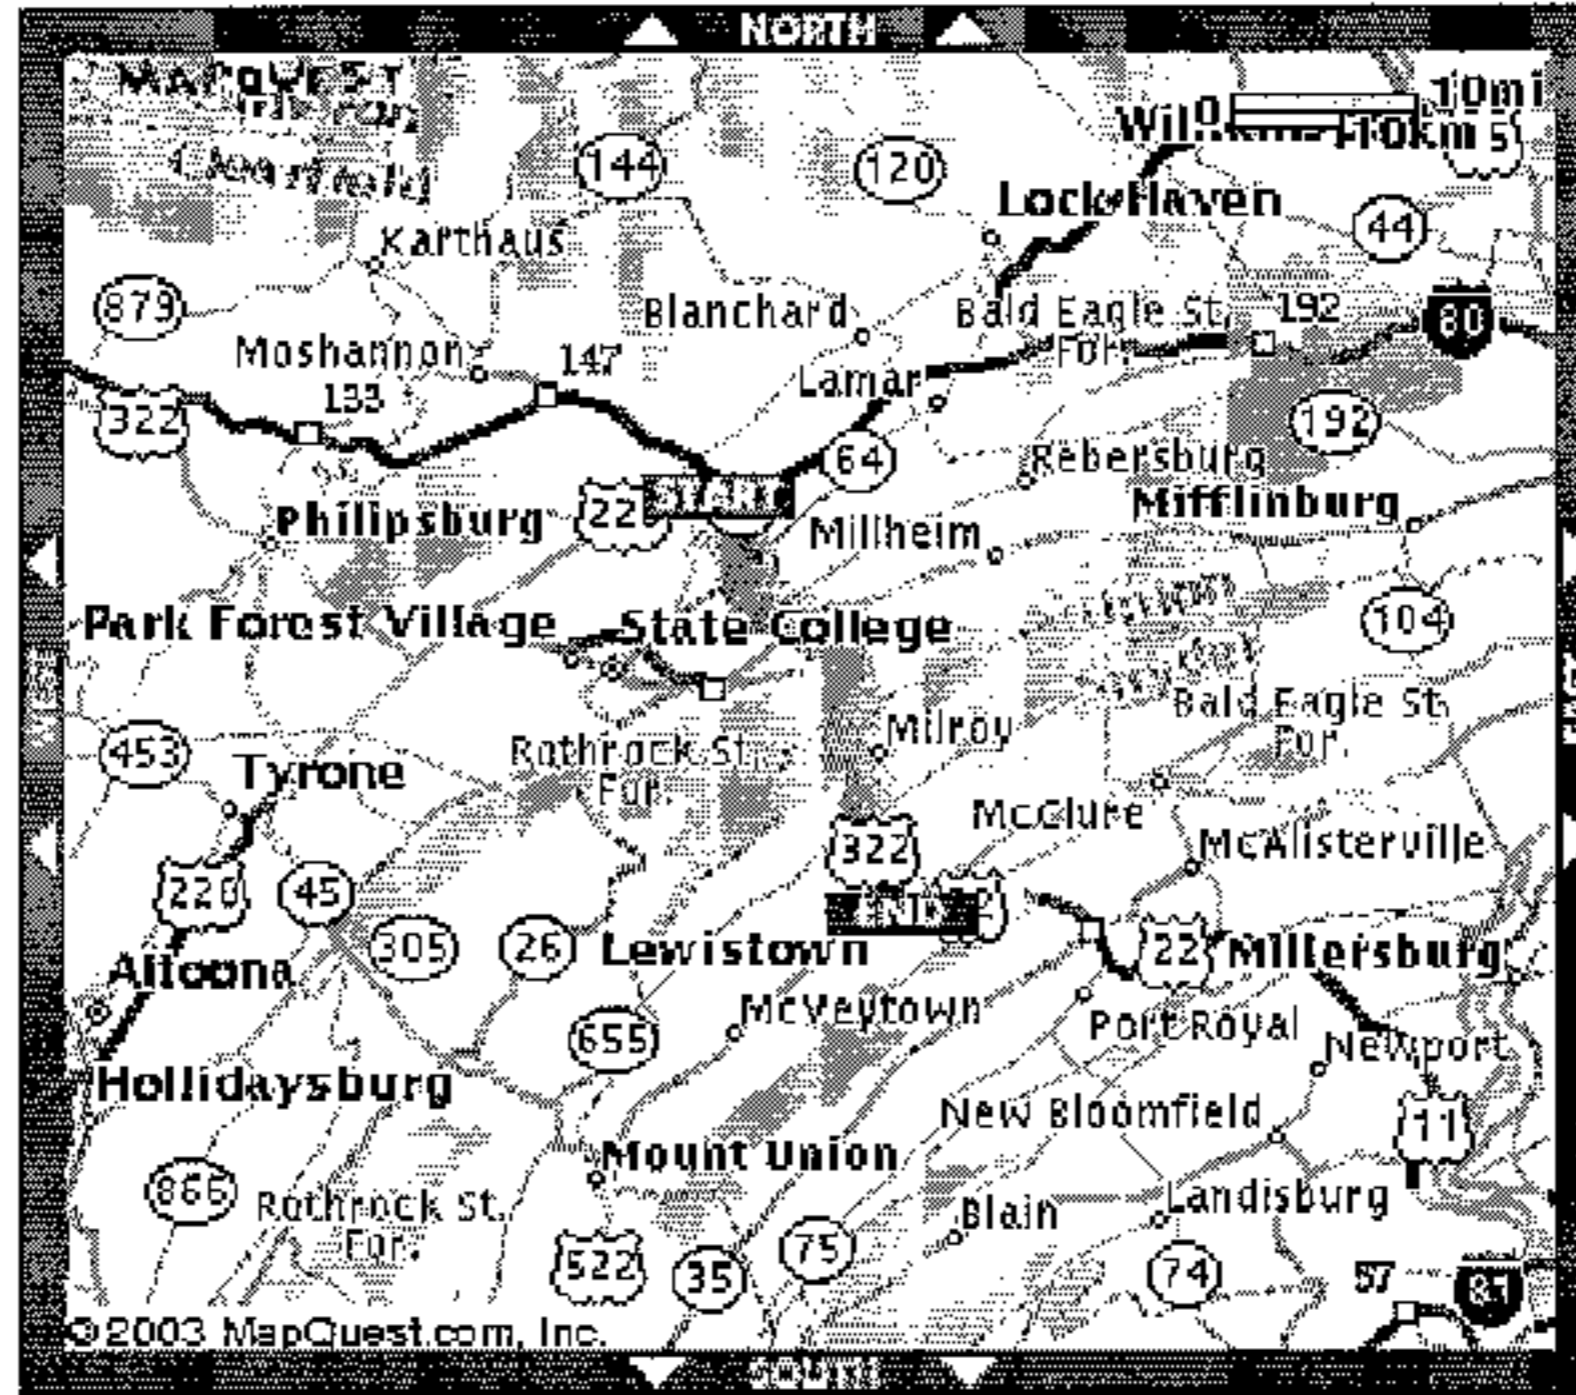 NORTH
MAPQUEST
10mi
10km
144
120
Lock Haven
44
Karthaus
879
Blanchard
Bald Eagle St.
For.
192
80
Moshannon
147
Lamar
133
322
192
64
Rebersburg
START
Philipsburg
Millheim
Mifflinburg
Park Forest Village
State College
104
Bald Eagle St.
For.
453
Tyrone
Rothrock St.
For.
Milroy
McClure
322
McAlisterville
220
45
END
305
26
Lewistown
22
Millersburg
Altoona
655
McVeytown
Port Royal
Newport
Hollidaysburg
New Bloomfield
11
Mount Union
866
Rothrock St.
For.
Blain
Landisburg
522
35
75
74
57
©2003 MapQuest.com, Inc.
SOUTH